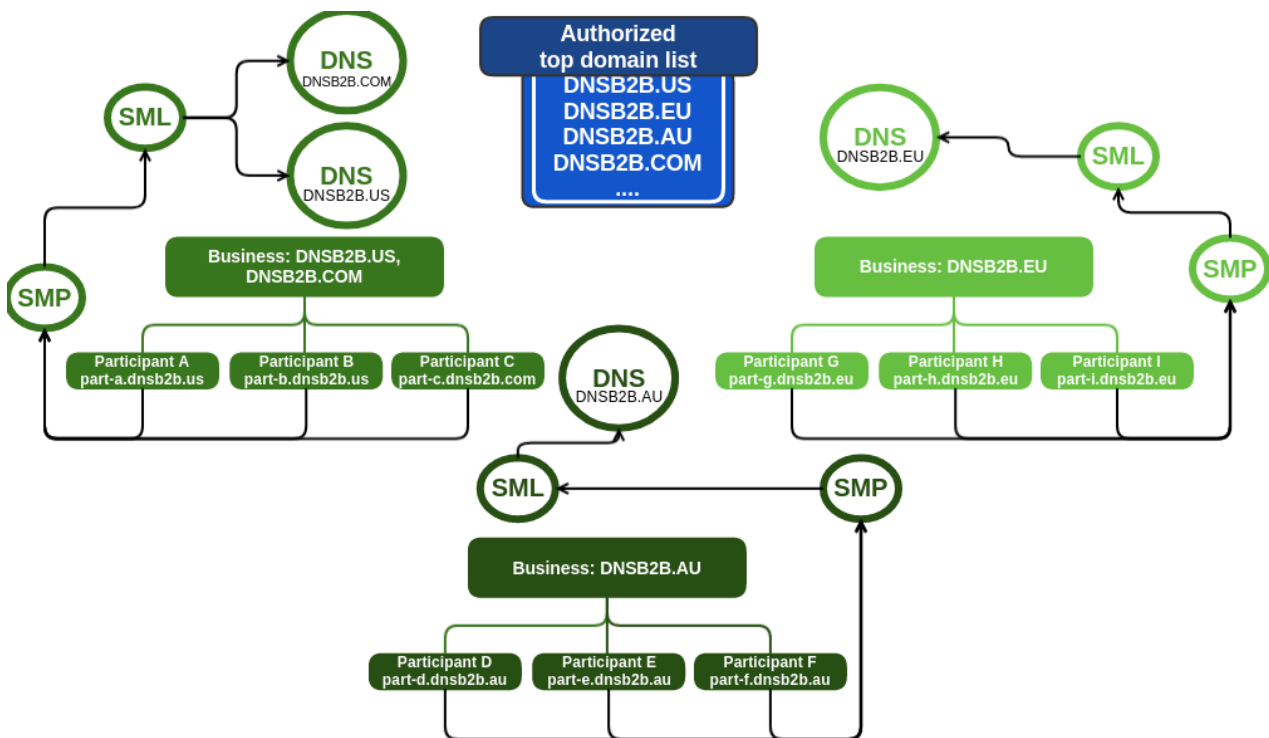 DNS
DNSB2B.COM
SML
DNS
DNSB2B.US
SMP
Business: DNSB2B.US,
DNSB2B.COM
Participant A
part-a.dnsb2b.us
Participant B
part-b.dnsb2b.us
Participant C
part-c.dnsb2b.com
Authorized
top domain list
DNSB2B.US
DNSB2B.EU
DNSB2B.AU
DNSB2B.COM
....
DNS
DNSB2B.EU
SML
SMP
Business: DNSB2B.EU
Participant G
part-g.dnsb2b.eu
Participant H
part-h.dnsb2b.eu
Participant I
part-i.dnsb2b.eu
DNS
DNSB2B.AU
SML
SMP
Business: DNSB2B.AU
Participant D
part-d.dnsb2b.au
Participant E
part-e.dnsb2b.au
Participant F
part-f.dnsb2b.au